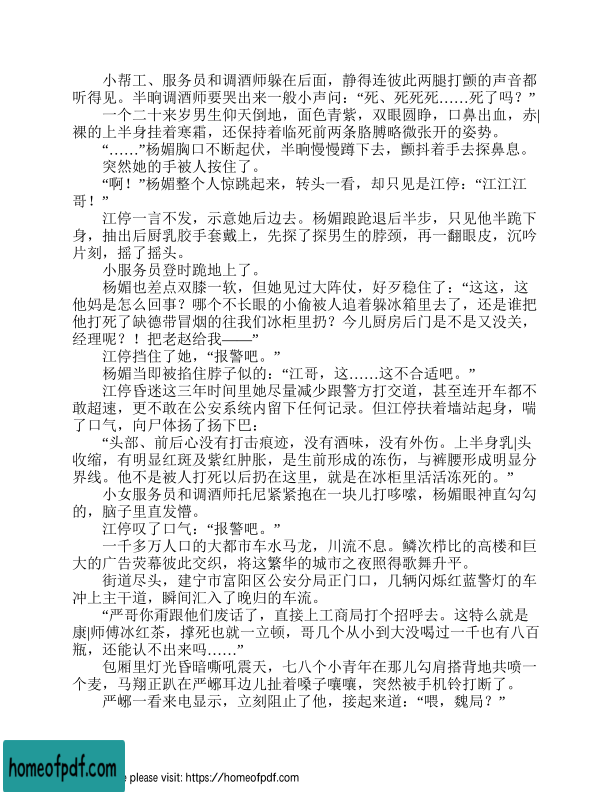 小帮工、服务员和调酒师躲在后面，静得连彼此两腿打颤的声音都
听得见。半晌调酒师要哭出来一般小声问：“死、死死死……死了吗？”
一个二十来岁男生仰天倒地，面色青紫，双眼圆睁，口鼻出血，赤|
裸的上半身挂着寒霜，还保持着临死前两条胳膊略微张开的姿势。
“……”杨媚胸口不断起伏，半晌慢慢蹲下去，颤抖着手去探鼻息。
突然她的手被人按住了。
“啊！”杨媚整个人惊跳起来，转头一看，却只见是江停：“江江江
哥！”
江停一言不发，示意她后边去。杨媚踉跄退后半步，只见他半跪下
身，抽出后厨乳胶手套戴上，先探了探男生的脖颈，再一翻眼皮，沉吟
片刻，摇了摇头。
小服务员登时跪地上了。
杨媚也差点双膝一软，但她见过大阵仗，好歹稳住了：“这这，这
他妈是怎么回事？哪个不长眼的小偷被人追着躲冰箱里去了，还是谁把
他打死了缺德带冒烟的往我们冰柜里扔？今儿厨房后门是不是又没关，
经理呢？！把老赵给我——”
江停挡住了她，“报警吧。”
杨媚当即被掐住脖子似的：“江哥，这……这不合适吧。”
江停昏迷这三年时间里她尽量减少跟警方打交道，甚至连开车都不
敢超速，更不敢在公安系统内留下任何记录。但江停扶着墙站起身，喘
了口气，向尸体扬了扬下巴：
“头部、前后心没有打击痕迹，没有酒味，没有外伤。上半身乳|头
收缩，有明显红斑及紫红肿胀，是生前形成的冻伤，与裤腰形成明显分
界线。他不是被人打死以后扔在这里，就是在冰柜里活活冻死的。”
小女服务员和调酒师托尼紧紧抱在一块儿打哆嗦，杨媚眼神直勾勾
的，脑子里直发懵。
江停叹了口气：“报警吧。”
一千多万人口的大都市车水马龙，川流不息。鳞次栉比的高楼和巨
大的广告荧幕彼此交织，将这繁华的城市之夜照得歌舞升平。
街道尽头，建宁市富阳区公安分局正门口，几辆闪烁红蓝警灯的车
冲上主干道，瞬间汇入了晚归的车流。
“严哥你甭跟他们废话了，直接上工商局打个招呼去。这特么就是
康|师傅冰红茶，撑死也就一立顿，哥几个从小到大没喝过一千也有八百
瓶，还能认不出来吗……”
包厢里灯光昏暗嘶吼震天，七八个小青年在那儿勾肩搭背地共喷一
个麦，马翔正趴在严峫耳边儿扯着嗓子嚷嚷，突然被手机铃打断了。
严峫一看来电显示，立刻阻止了他，接起来道：“喂，魏局？”
homeofpdf.com
e please visit: https://homeofpdf.com